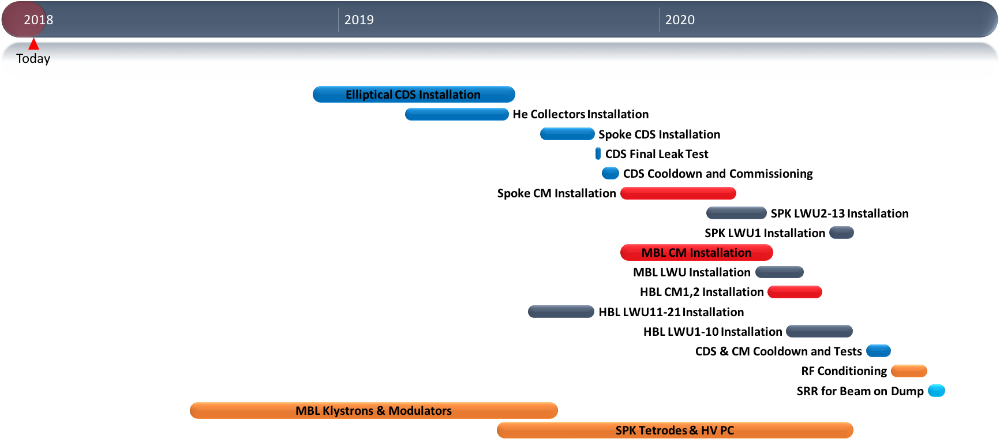 2018
2019
2020
Today
Elliptical CDS Installation
He Collectors Installation
Spoke CDS Installation
CDS Final Leak Test
CDS Cooldown and Commissioning
Spoke CM Installation
SPK LWU2-13 Installation
SPK LWU1 Installation
MBL CM Installation
MBL LWU Installation
HBL CM1,2 Installation
HBL LWU11-21 Installation
HBL LWU1-10 Installation
CDS & CM Cooldown and Tests
RF Conditioning
SRR for Beam on Dump
MBL Klystrons & Modulators
SPK Tetrodes & HV PC